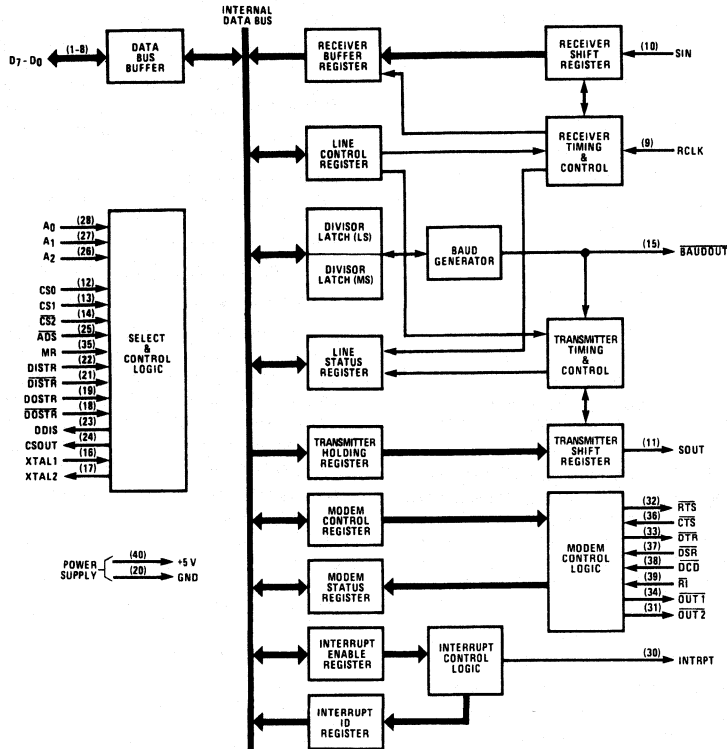 INTERNAL
DATA BUS
D7 - D0
(1-8)
DATA
BUS
BUFFER
RECEIVER
BUFFER
REGISTER
RECEIVER
SHIFT
REGISTER
(10)
SIN
LINE
CONTROL
REGISTER
RECEIVER
TIMING
&
CONTROL
(9)
RCLK
A0
(28)
A1
(27)
A2
(26)
CS0
(12)
CS1
(13)
CS2
(14)
ADS
(25)
MR
(35)
DISTR
(22)
DISTR
(21)
DOSTR
(19)
DOSTR
(18)
DDIS
(23)
CSOUT
(24)
XTAL1
(16)
XTAL2
(17)
SELECT
&
CONTROL
LOGIC
DIVISOR
LATCH (LS)
DIVISOR
LATCH (MS)
BAUD
GENERATOR
(15)
BAUDOUT
LINE
STATUS
REGISTER
TRANSMITTER
TIMING
&
CONTROL
TRANSMITTER
HOLDING
REGISTER
TRANSMITTER
SHIFT
REGISTER
(11)
SOUT
MODEM
CONTROL
REGISTER
MODEM
CONTROL
LOGIC
(32)
RTS
(36)
CTS
(33)
DTR
(37)
DSR
(38)
DCD
(39)
RI
(34)
OUT1
(31)
OUT2
POWER
SUPPLY
(40)
+5 V
(20)
GND
MODEM
STATUS
REGISTER
INTERRUPT
ENABLE
REGISTER
INTERRUPT
CONTROL
LOGIC
(30)
INTRPT
INTERRUPT
ID
REGISTER